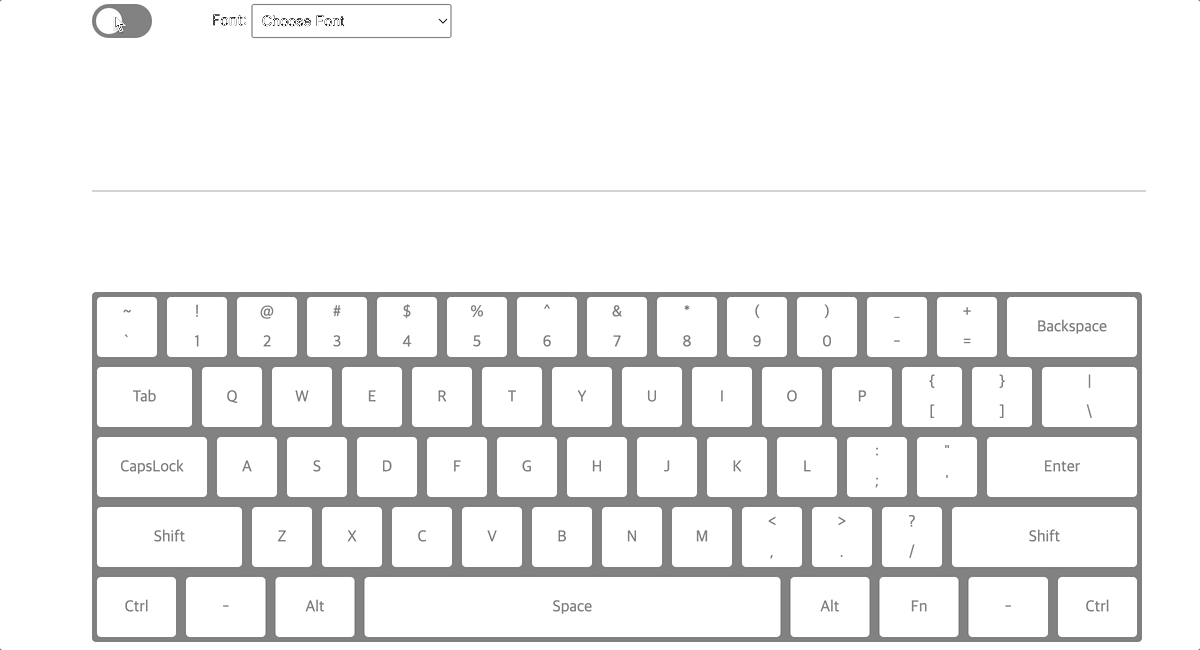 Font: Choose Font
~ ! @ # $ % ^ & * ( ) _ +
` 1 2 3 4 5 6 7 8 9 0 - = Backspace
Tab Q W E R T Y U I O P { } |
[ ] \
CapsLock A S D F G H J K L : " Enter
; '
Shift Z X C V B N M < > ? Shift
, . /
Ctrl - Alt Space Alt Fn - Ctrl